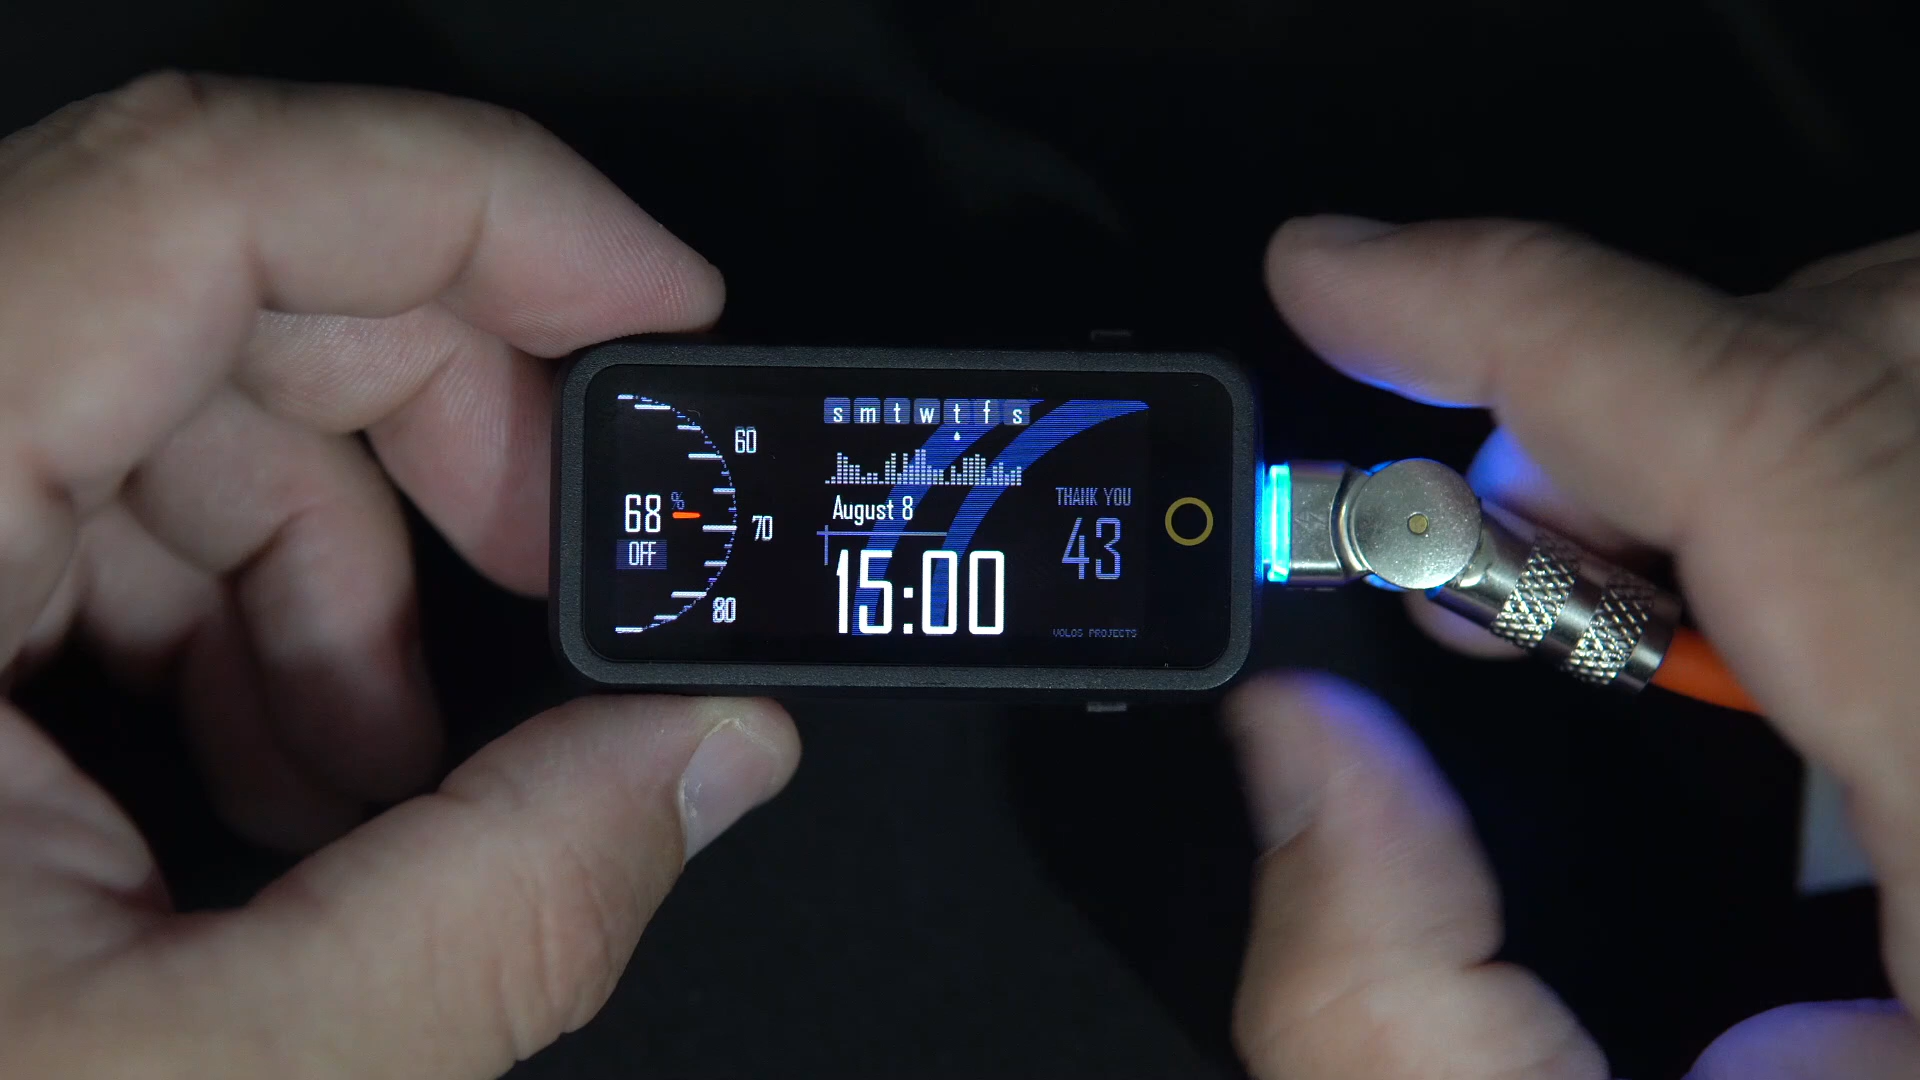 s m t w t f s
60
68 %
OFF
70
80
August 8
15:00
THANK YOU
43
VOLOS PROJECTS